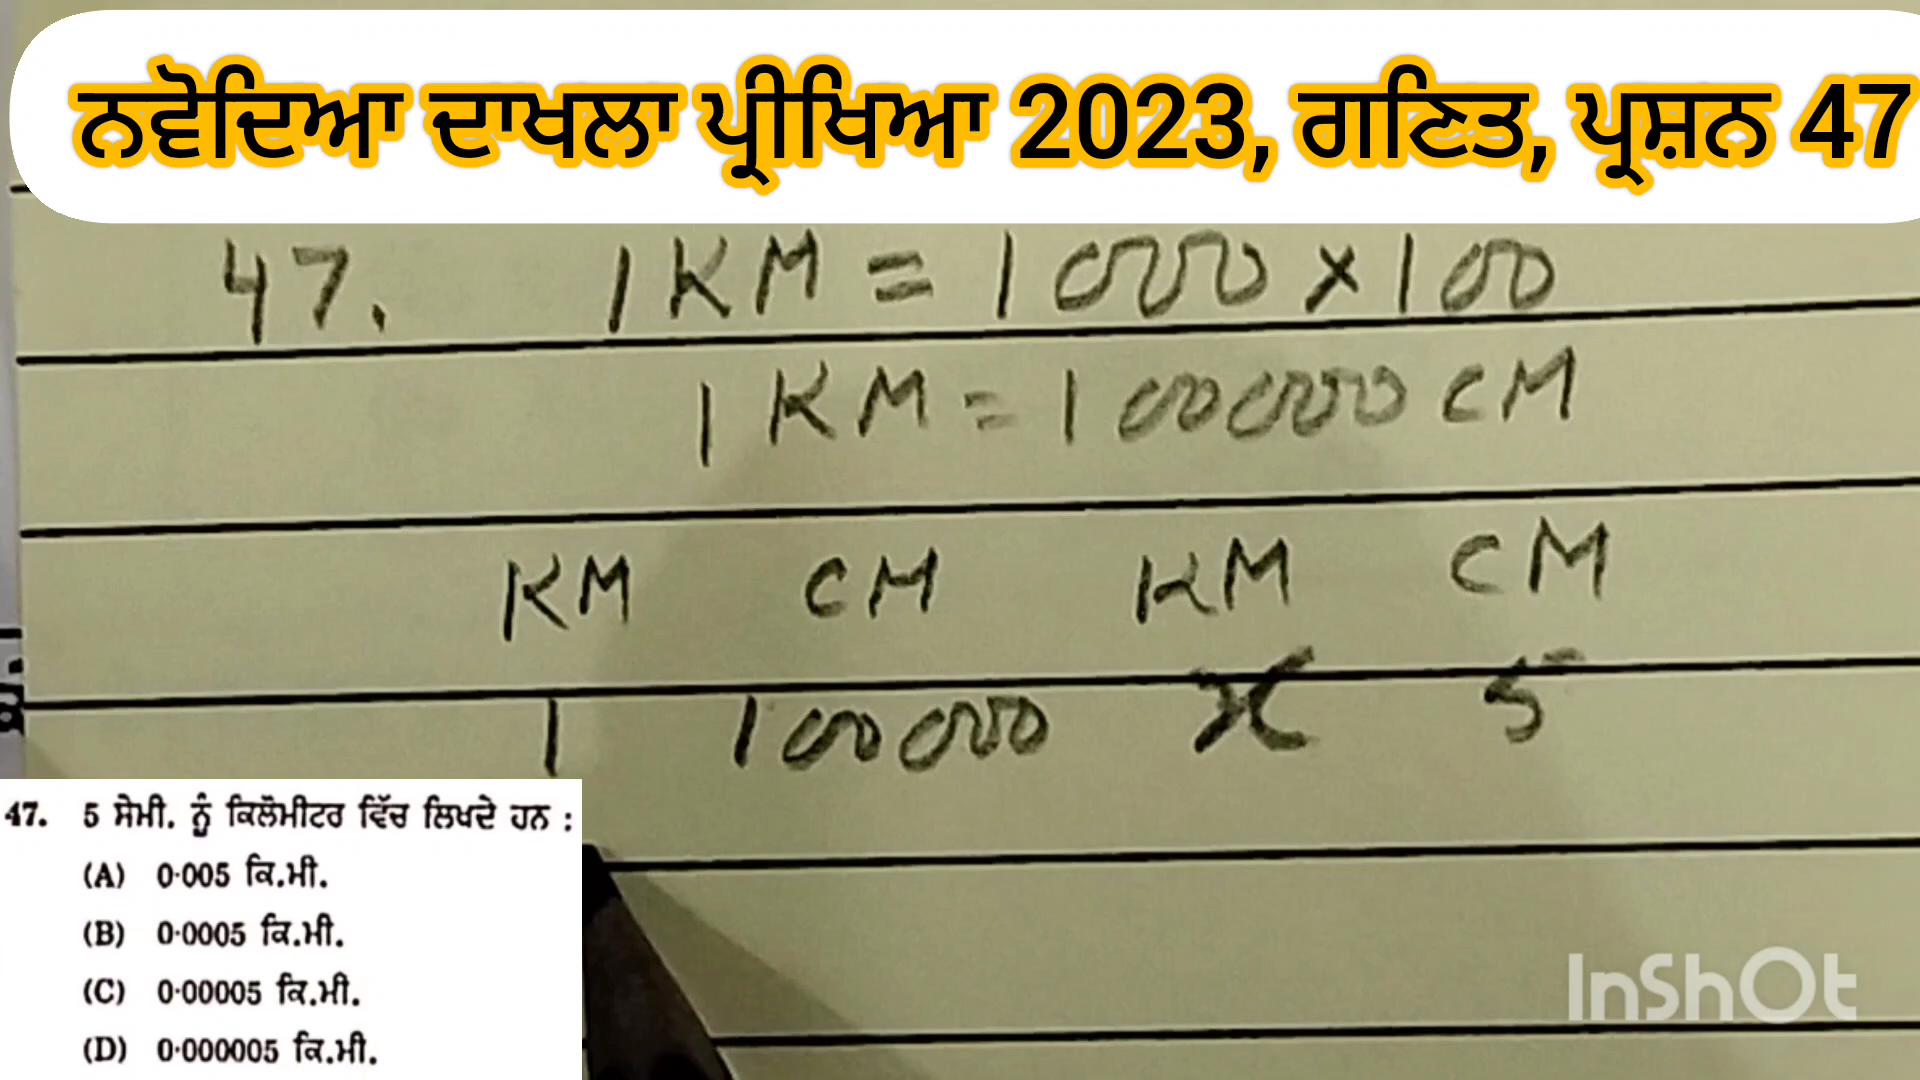 ਨਵੋਦਿਆ ਦਾਖਲਾ ਪ੍ਰੀਖਿਆ 2023, ਗਣਿਤ, ਪ੍ਰਸ਼ਨ 47
47. 1 KM = 1000 × 100
1 KM = 100000 CM
KM CM KM CM
1 100000 x 5
47. 5 ਸੇਮੀ. ਨੂੰ ਕਿਲੋਮੀਟਰ ਵਿੱਚ ਲਿਖਦੇ ਹਨ :
(A) 0·005 ਕਿ.ਮੀ.
(B) 0·0005 ਕਿ.ਮੀ.
(C) 0·00005 ਕਿ.ਮੀ.
(D) 0·000005 ਕਿ.ਮੀ.
InShOt